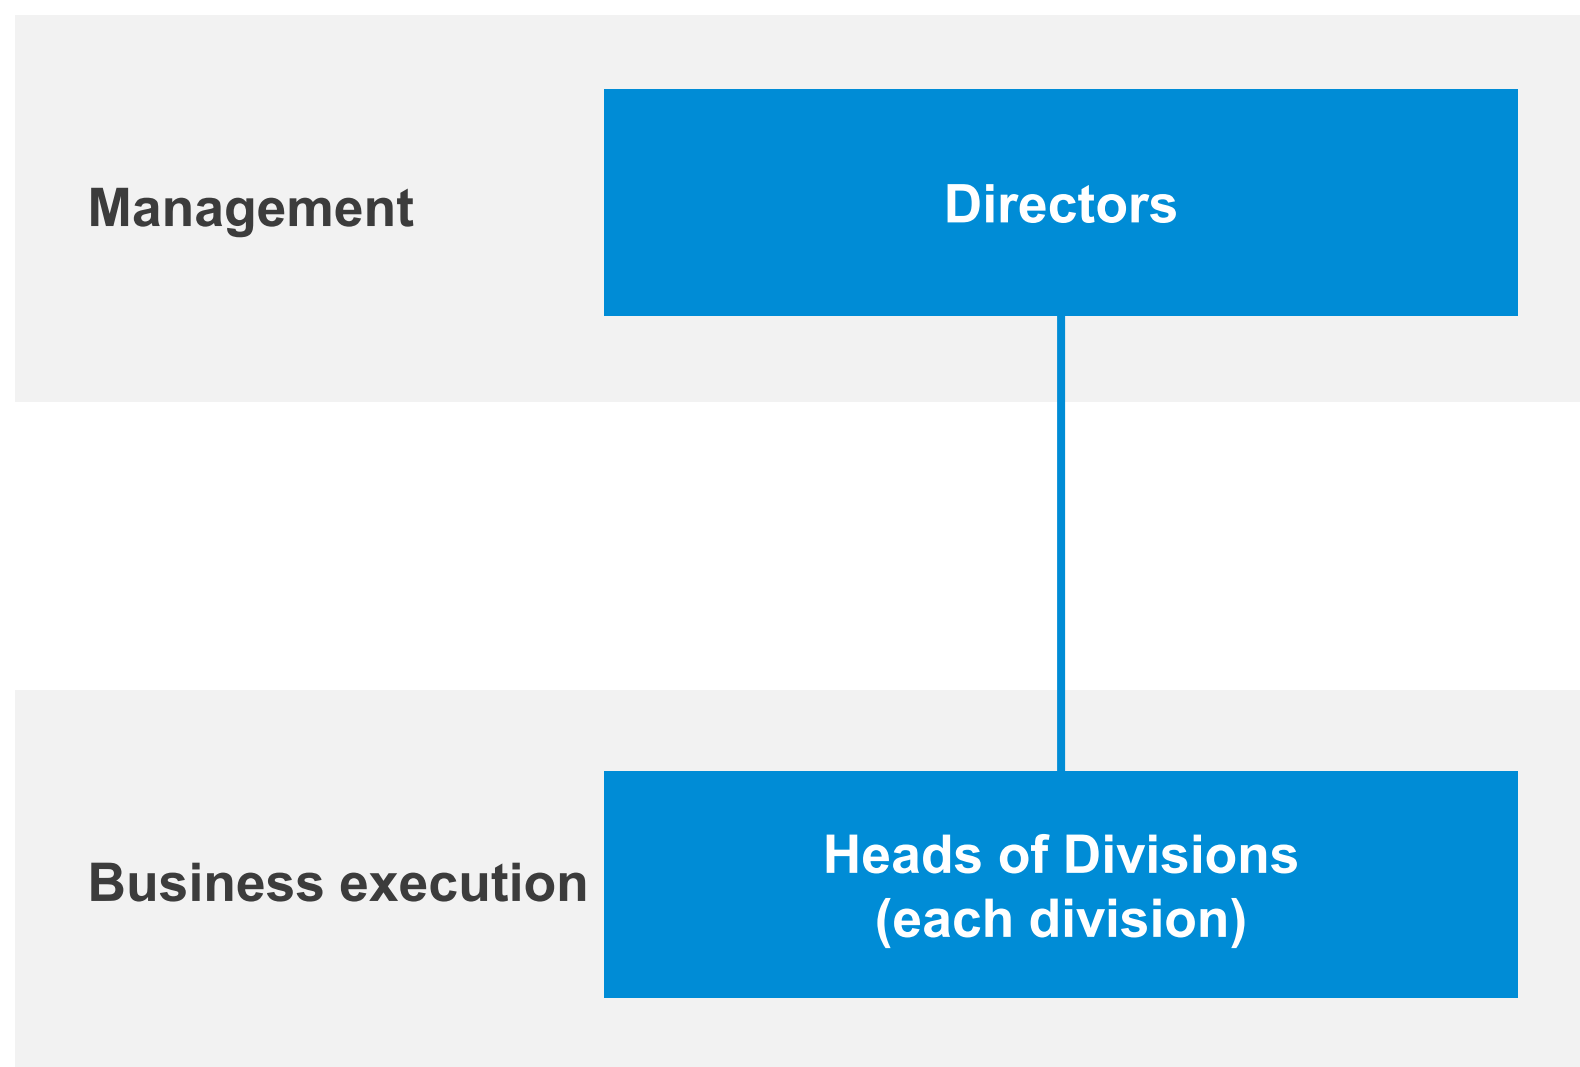 Management
Directors
Business execution
Heads of Divisions
(each division)